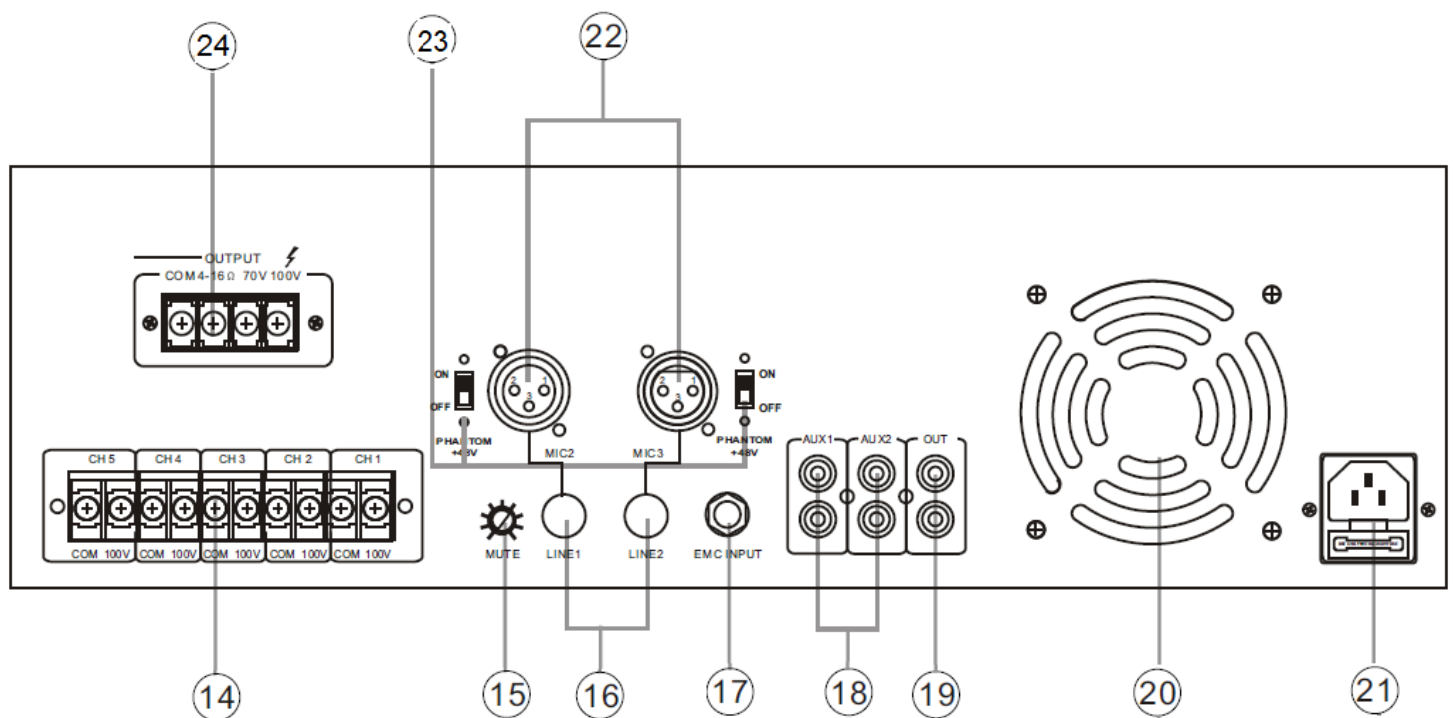 24 23 22
OUTPUT
COM 4-16Ω 70V 100V
ON
OFF
2 1
3
2 1
3
ON
OFF
PHANTOM
+48V
MIC2
MIC3
PHANTOM
+48V
AUX1 AUX2 OUT
CH 5 CH 4 CH 3 CH 2 CH 1
COM 100V COM 100V COM 100V COM 100V COM 100V
MUTE LINE1 LINE2 EMC INPUT
14 15 16 17 18 19 20 21